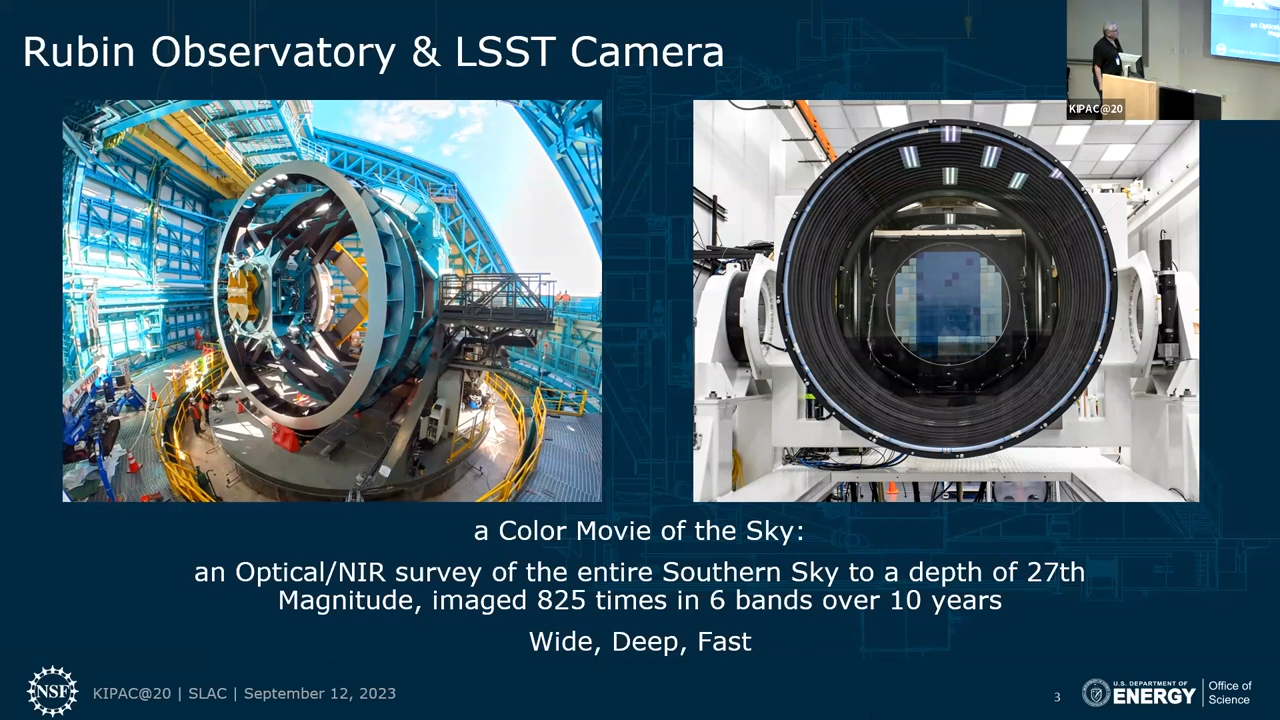 Rubin Observatory & LSST Camera
KIPAC@20
a Color Movie of the Sky:
an Optical/NIR survey of the entire Southern Sky to a depth of 27th
Magnitude, imaged 825 times in 6 bands over 10 years
Wide, Deep, Fast
NSF
KIPAC@20 | SLAC | September 12, 2023
3
U.S. DEPARTMENT OF
ENERGY
Office of
Science